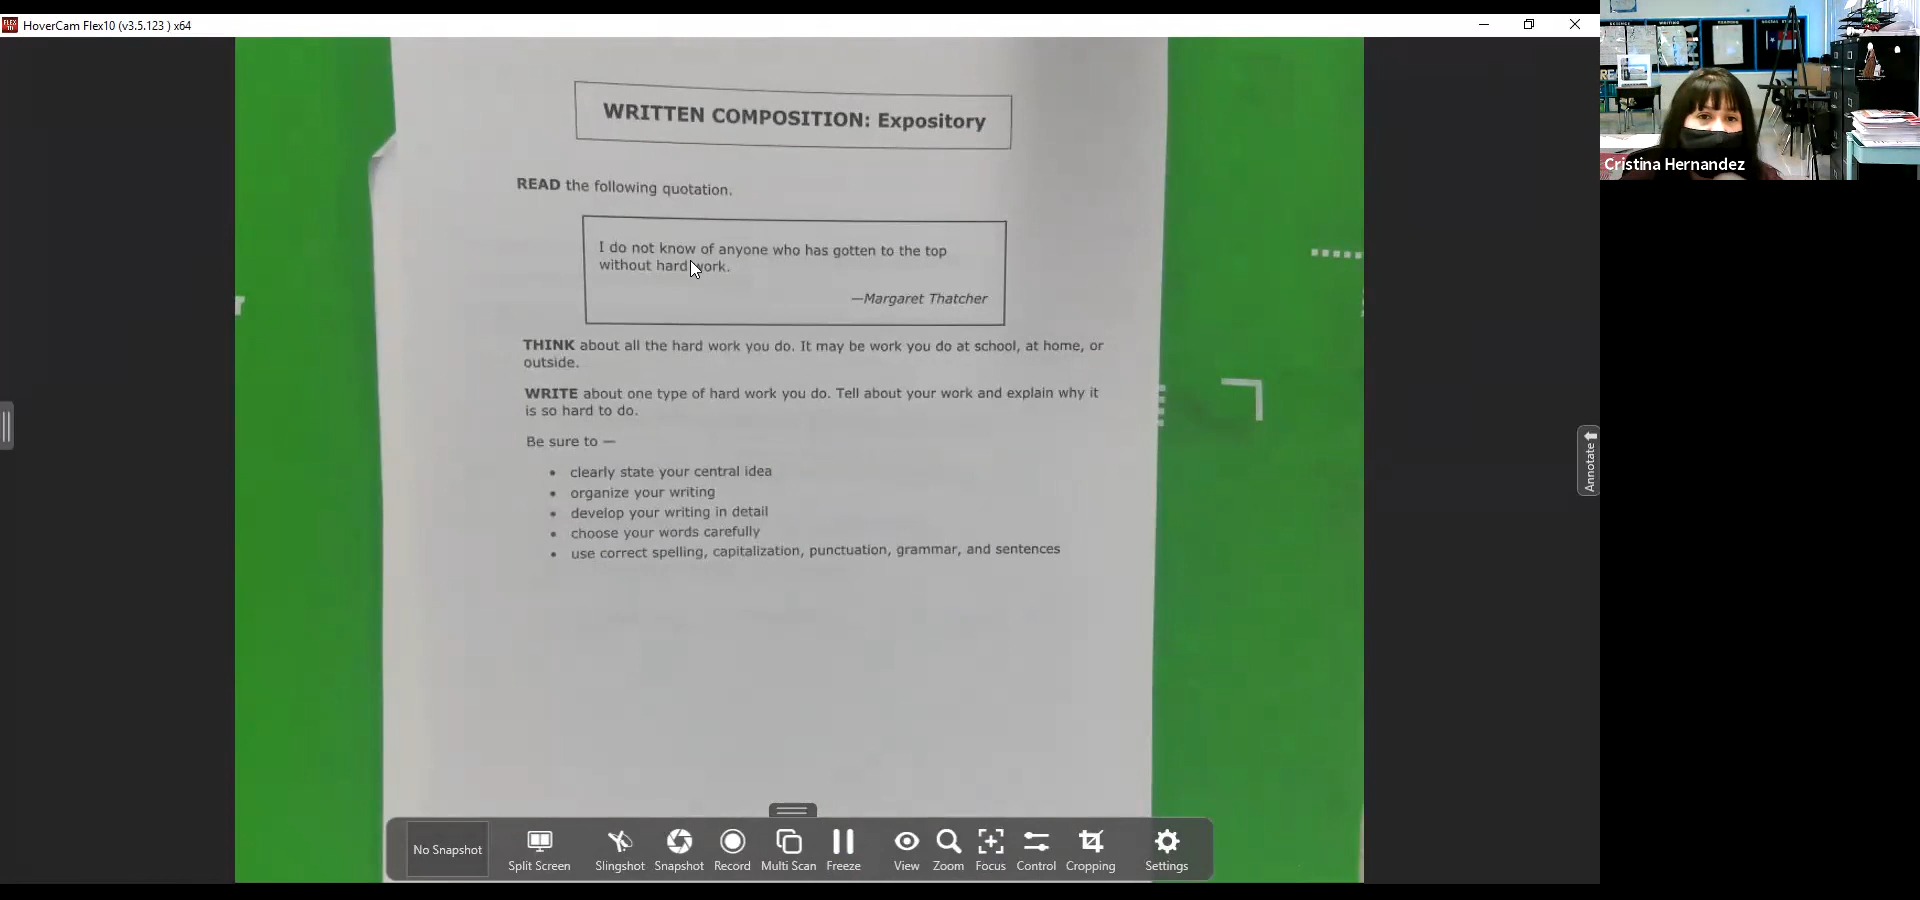 HoverCam Flex10 (v3.5.123 ) x64
WRITTEN COMPOSITION: Expository
READ the following quotation.
I do not know of anyone who has gotten to the top
without hard work.
—Margaret Thatcher
THINK about all the hard work you do. It may be work you do at school, at home, or
outside.
WRITE about one type of hard work you do. Tell about your work and explain why it
is so hard to do.
Be sure to —
• clearly state your central idea
• organize your writing
• develop your writing in detail
• choose your words carefully
• use correct spelling, capitalization, punctuation, grammar, and sentences
Annotate
No Snapshot
Split Screen
Slingshot
Snapshot
Record
Multi Scan
Freeze
View
Zoom
Focus
Control
Cropping
Settings
WRITING
Cristina Hernandez